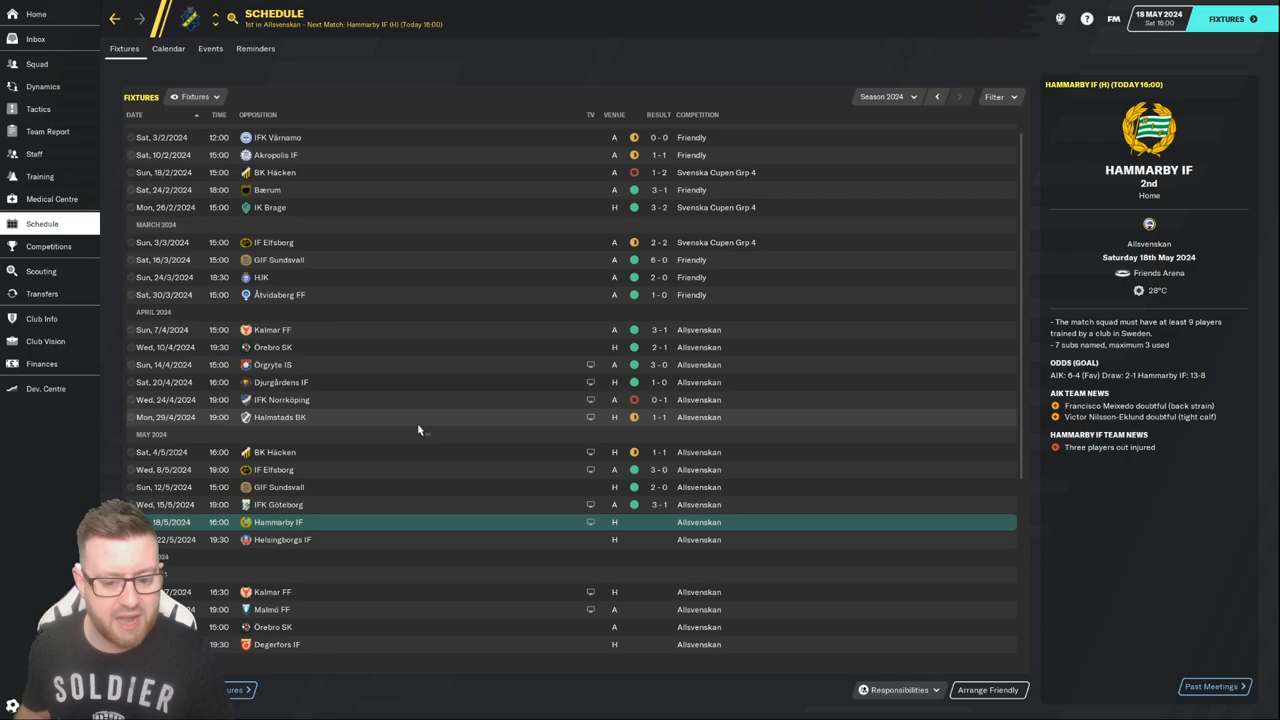 Home
Inbox
Squad
Dynamics
Tactics
Team Report
Staff
Training
Medical Centre
Schedule
Competitions
Scouting
Transfers
Club Info
Club Vision
Finances
Dev. Centre
SCHEDULE
1st in Allsvenskan - Next Match: Hammarby IF (H) (Today 16:00)
FM
18 MAY 2024
Sat 16:00
FIXTURES
Fixtures Calendar Events Reminders
FIXTURES Fixtures Season 2024 Filter
DATE TIME OPPOSITION TV VENUE RESULT COMPETITION
Sat, 3/2/2024 12:00 IFK Värnamo A 0 - 0 Friendly
Sat, 10/2/2024 15:00 Akropolis IF A 1 - 1 Friendly
Sun, 18/2/2024 15:00 BK Häcken A 1 - 2 Svenska Cupen Grp 4
Sat, 24/2/2024 18:00 Bærum A 3 - 1 Friendly
Mon, 26/2/2024 15:00 IK Brage H 3 - 2 Svenska Cupen Grp 4
MARCH 2024
Sun, 3/3/2024 15:00 IF Elfsborg A 2 - 2 Svenska Cupen Grp 4
Sat, 16/3/2024 15:00 GIF Sundsvall A 6 - 0 Friendly
Sun, 24/3/2024 18:30 HJK A 2 - 0 Friendly
Sat, 30/3/2024 15:00 Åtvidaberg FF A 1 - 0 Friendly
APRIL 2024
Sun, 7/4/2024 15:00 Kalmar FF A 3 - 1 Allsvenskan
Wed, 10/4/2024 19:30 Örebro SK H 2 - 1 Allsvenskan
Sun, 14/4/2024 15:00 Örgryte IS A 3 - 0 Allsvenskan
Sat, 20/4/2024 16:00 Djurgårdens IF H 1 - 0 Allsvenskan
Wed, 24/4/2024 19:00 IFK Norrköping A 0 - 1 Allsvenskan
Mon, 29/4/2024 19:00 Halmstads BK H 1 - 1 Allsvenskan
MAY 2024
Sat, 4/5/2024 16:00 BK Häcken H 1 - 1 Allsvenskan
Wed, 8/5/2024 19:00 IF Elfsborg A 3 - 0 Allsvenskan
Sun, 12/5/2024 15:00 GIF Sundsvall H 2 - 0 Allsvenskan
Wed, 15/5/2024 19:00 IFK Göteborg A 3 - 1 Allsvenskan
18/5/2024 16:00 Hammarby IF H Allsvenskan
22/5/2024 19:30 Helsingborgs IF H Allsvenskan
16:30 Kalmar FF H Allsvenskan
19:00 Malmö FF A Allsvenskan
15:00 Örebro SK A Allsvenskan
19:30 Degerfors IF H Allsvenskan
Responsibilities Arrange Friendly
HAMMARBY IF (H) (TODAY 16:00)
HAMMARBY IF
2nd
Home
Allsvenskan
Saturday 18th May 2024
Friends Arena
28°C
- The match squad must have at least 9 players
trained by a club in Sweden.
- 7 subs named, maximum 3 used
ODDS (GOAL)
AIK: 6-4 (Fav) Draw: 2-1 Hammarby IF: 13-8
AIK TEAM NEWS
Francisco Meixedo doubtful (back strain)
Victor Nilsson-Eklund doubtful (tight calf)
HAMMARBY IF TEAM NEWS
Three players out injured
Past Meetings
SOLDIER